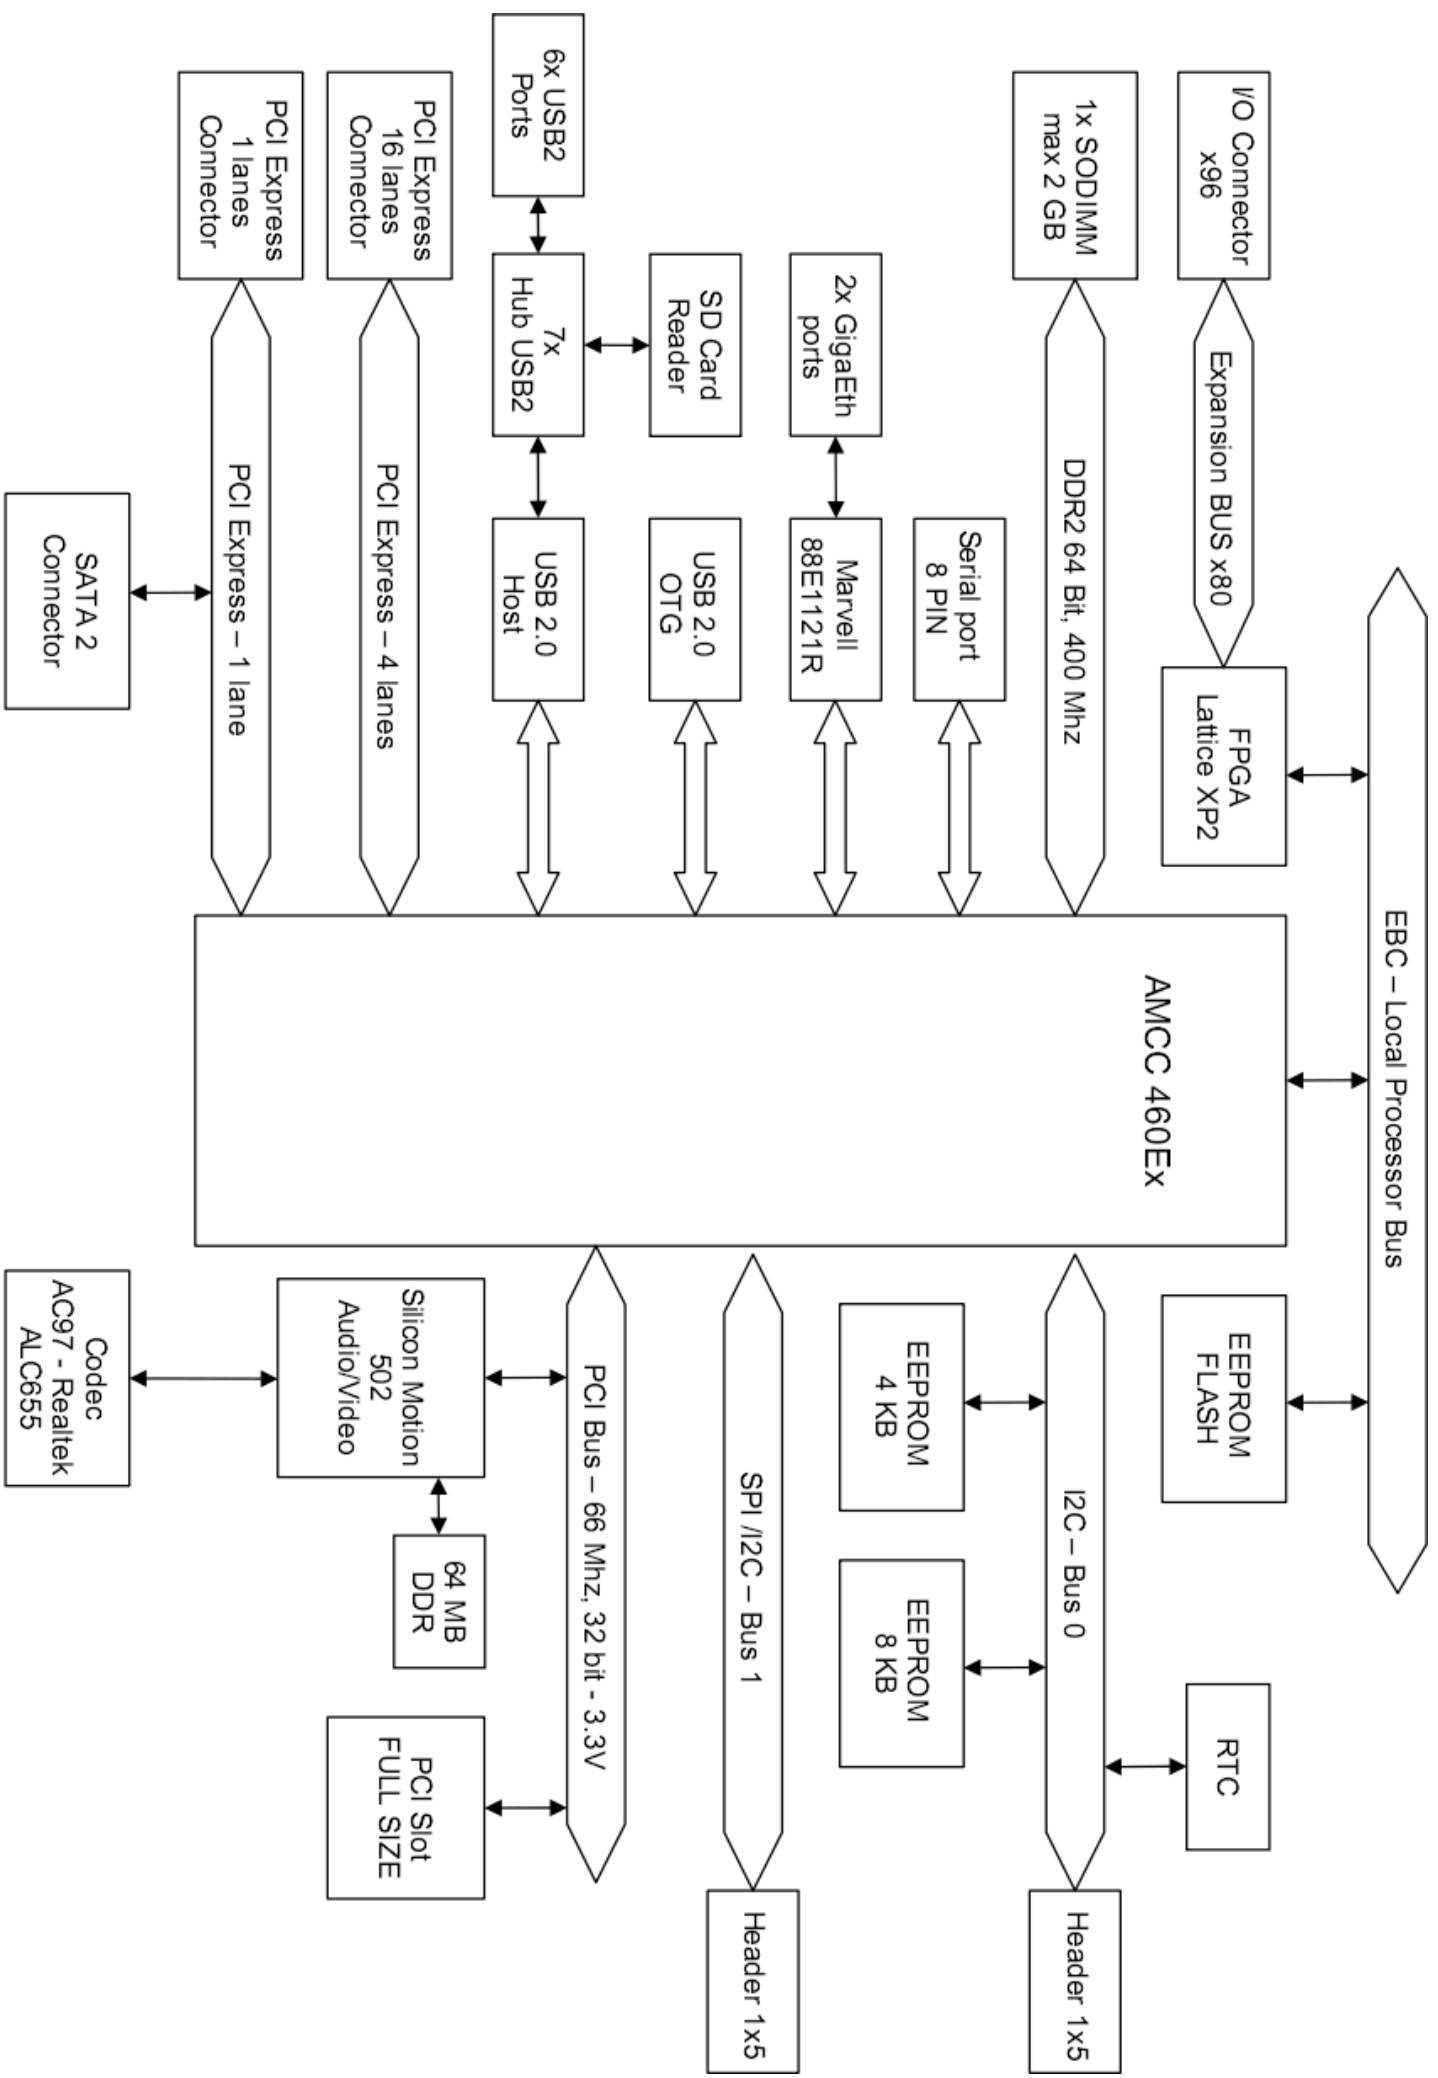 EBC – Local Processor Bus
I/O Connector
x96
Expansion BUS x80
FPGA
Lattice XP2
EEPROM
FLASH
RTC
1x SODIMM
max 2 GB
DDR2 64 Bit, 400 Mhz
AMCC 460Ex
I2C – Bus 0
Header 1x5
Serial port
8 PIN
EEPROM
4 KB
EEPROM
8 KB
2x GigaEth
ports
Marvell
88E1121R
SPI /I2C – Bus 1
Header 1x5
SD Card
Reader
USB 2.0
OTG
6x USB2
Ports
7x
Hub USB2
USB 2.0
Host
PCI Bus – 66 Mhz, 32 bit - 3.3V
PCI Express
16 lanes
Connector
PCI Express – 4 lanes
Silicon Motion
502
Audio/Video
64 MB
DDR
PCI Slot
FULL SIZE
PCI Express
1 lanes
Connector
PCI Express – 1 lane
SATA 2
Connector
Codec
AC97 - Realtek
ALC655